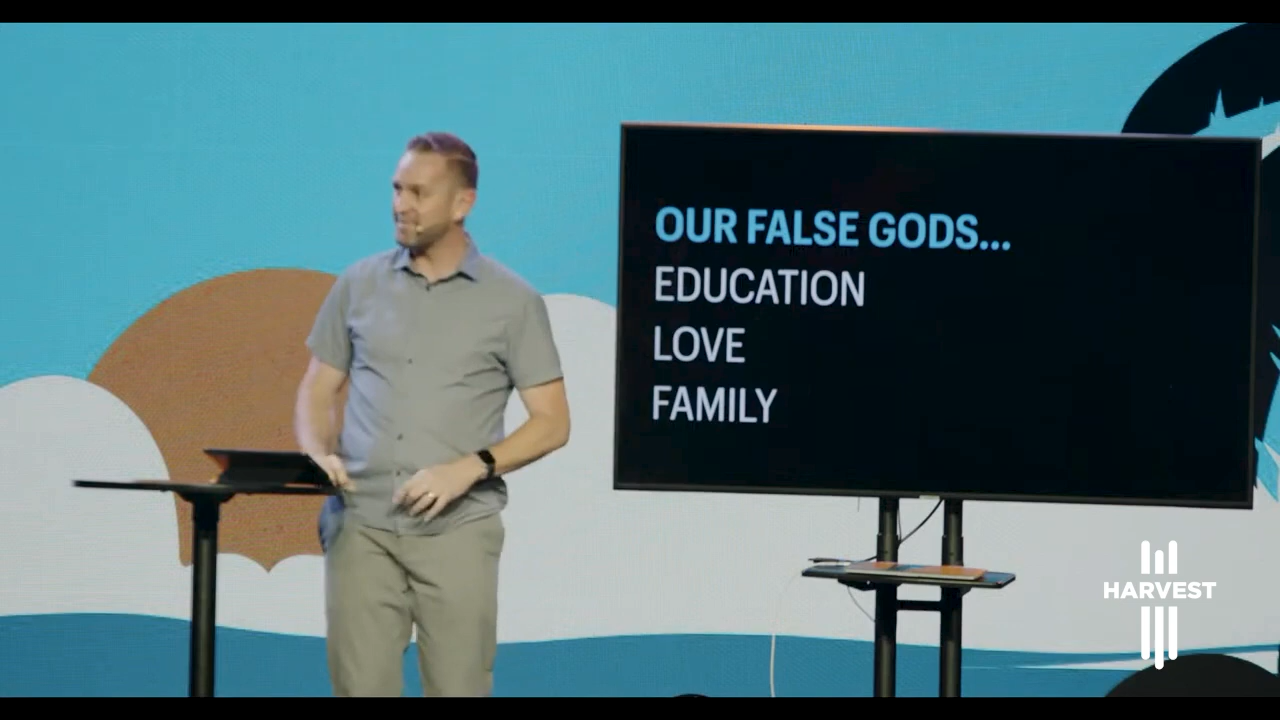 OUR FALSE GODS...
EDUCATION
LOVE
FAMILY
HARVEST